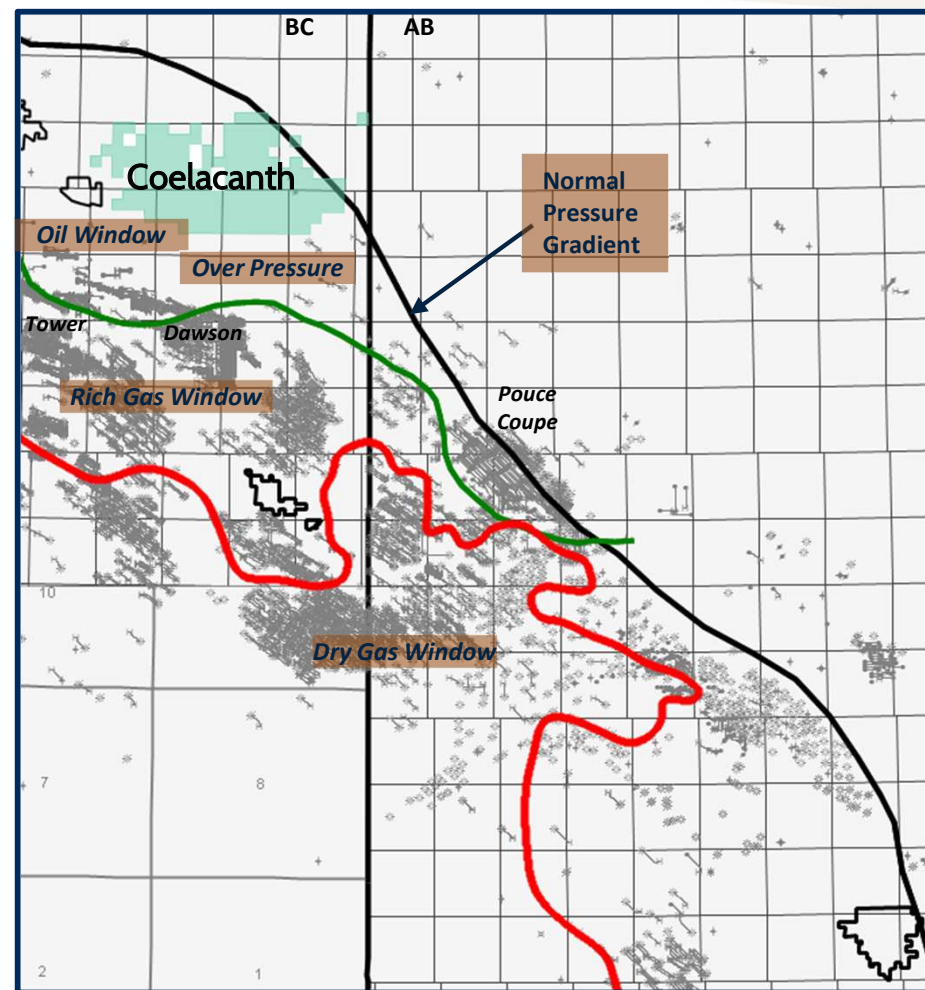 BC
AB
Coelacanth
Normal
Pressure
Gradient
Oil Window
Over Pressure
Tower
Dawson
Rich Gas Window
Pouce
Coupe
10
Dry Gas Window
7
8
2
1